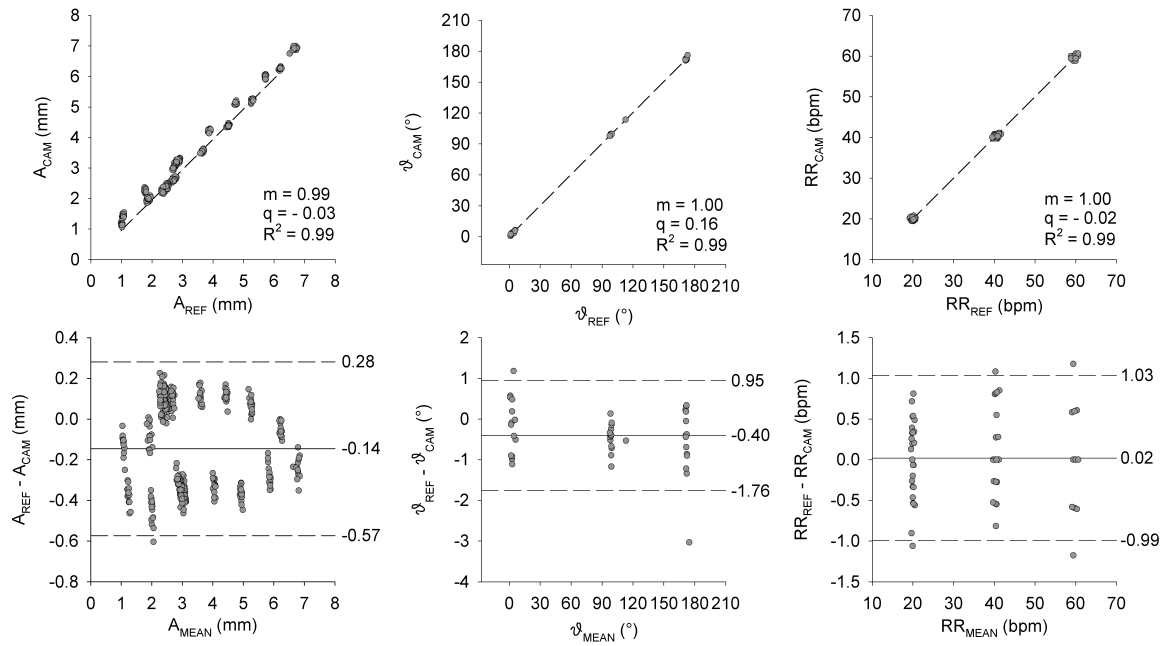 8
7
6
5
4
3
2
1
0
A_CAM (mm)
m = 0.99
q = - 0.03
R² = 0.99
0 1 2 3 4 5 6 7 8
A_REF (mm)
210
180
150
120
90
60
30
0
ϑ_CAM (°)
m = 1.00
q = 0.16
R² = 0.99
0 30 60 90 120 150 180 210
ϑ_REF (°)
70
60
50
40
30
20
10
RR_CAM (bpm)
m = 1.00
q = - 0.02
R² = 0.99
10 20 30 40 50 60 70
RR_REF (bpm)
0.4
0.2
0.0
-0.2
-0.4
-0.6
-0.8
A_REF - A_CAM (mm)
0.28
-0.14
-0.57
0 1 2 3 4 5 6 7 8
A_MEAN (mm)
2
1
0
-1
-2
-3
-4
ϑ_REF - ϑ_CAM (°)
0.95
-0.40
-1.76
0 30 60 90 120 150 180 210
ϑ_MEAN (°)
1.5
1.0
0.5
0.0
-0.5
-1.0
-1.5
RR_REF - RR_CAM (bpm)
1.03
0.02
-0.99
10 20 30 40 50 60 70
RR_MEAN (bpm)